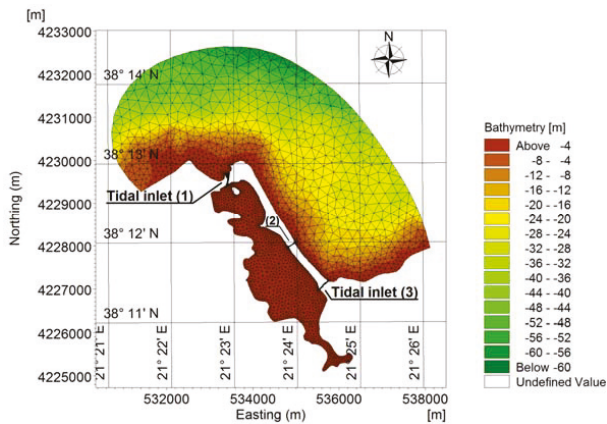 [m]
4233000
4232000
4231000
4230000
4229000
4228000
4227000
4226000
4225000
Northing (m)
N
38° 14' N
38° 13' N
38° 12' N
38° 11' N
Tidal inlet (1)
(2)
Tidal inlet (3)
21° 21' E
21° 22' E
21° 23' E
21° 24' E
21° 25' E
21° 26' E
532000 534000 536000 538000
Easting (m) [m]
Bathymetry [m]
Above -4
-8 - -4
-12 - -8
-16 - -12
-20 - -16
-24 - -20
-28 - -24
-32 - -28
-36 - -32
-40 - -36
-44 - -40
-48 - -44
-52 - -48
-56 - -52
-60 - -56
Below -60
Undefined Value